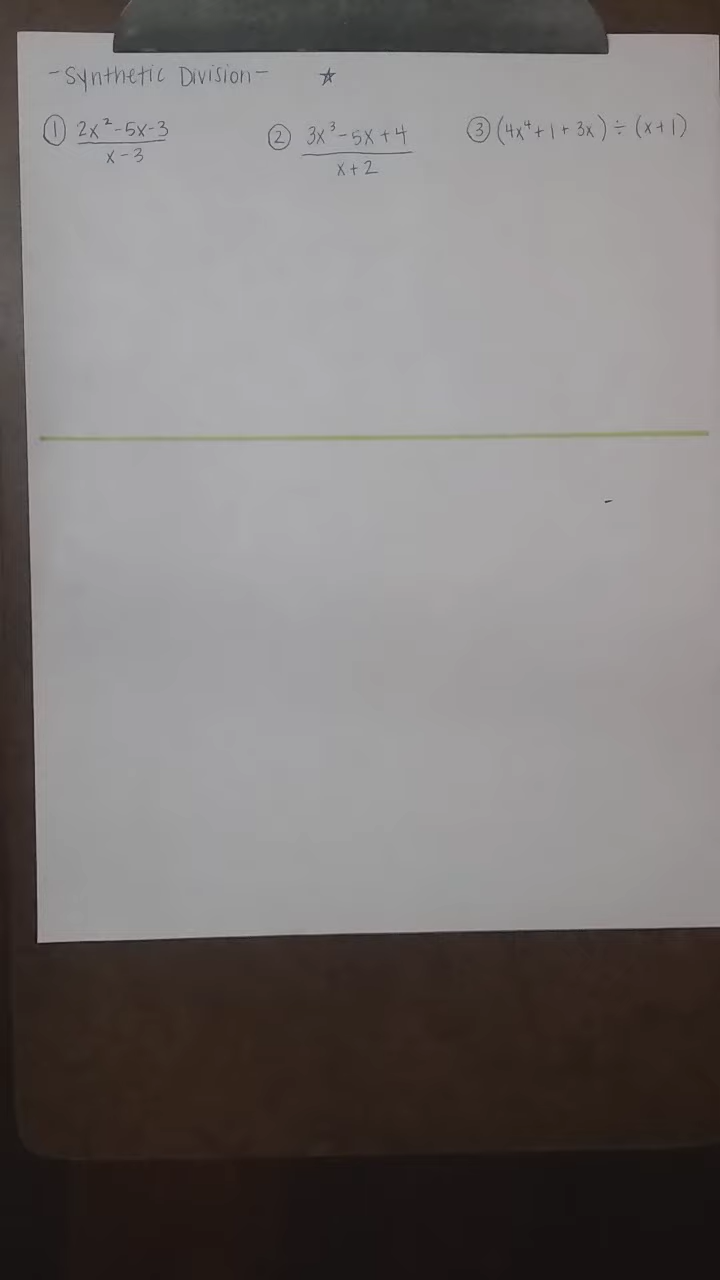 -Synthetic Division- ☆
① 2x²-5x-3
x-3
② 3x³-5x+4
x+2
③ (4x⁴+1+3x) ÷ (x+1)